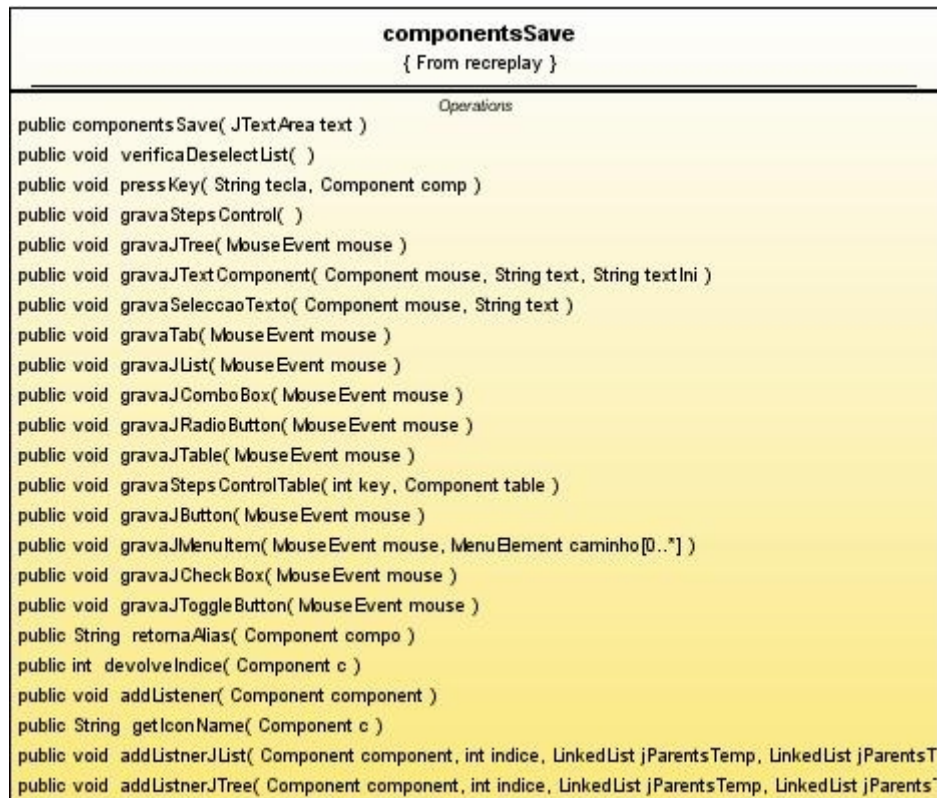 componentsSave
{ From recreplay }
Operations
public componentsSave( JTextArea text )
public void verificaDeselectList( )
public void pressKey( String tecla, Component comp )
public void gravaStepsControl( )
public void gravaJTree( MouseEvent mouse )
public void gravaJTextComponent( Component mouse, String text, String textIni )
public void gravaSeleccaoTexto( Component mouse, String text )
public void gravaTab( MouseEvent mouse )
public void gravaJList( MouseEvent mouse )
public void gravaJComboBox( MouseEvent mouse )
public void gravaJRadioButton( MouseEvent mouse )
public void gravaJTable( MouseEvent mouse )
public void gravaStepsControlTable( int key, Component table )
public void gravaJButton( MouseEvent mouse )
public void gravaJMenuItem( MouseEvent mouse, MenuElement caminho[0..*] )
public void gravaJCheckBox( MouseEvent mouse )
public void gravaJToggleButton( MouseEvent mouse )
public String retornaAlias( Component compo )
public int devolveIndice( Component c )
public void addListener( Component component )
public String getIconName( Component c )
public void addListnerJList( Component component, int indice, LinkedList jParentsTemp, LinkedList jParentsT
public void addListnerJTree( Component component, int indice, LinkedList jParentsTemp, LinkedList jParentsT